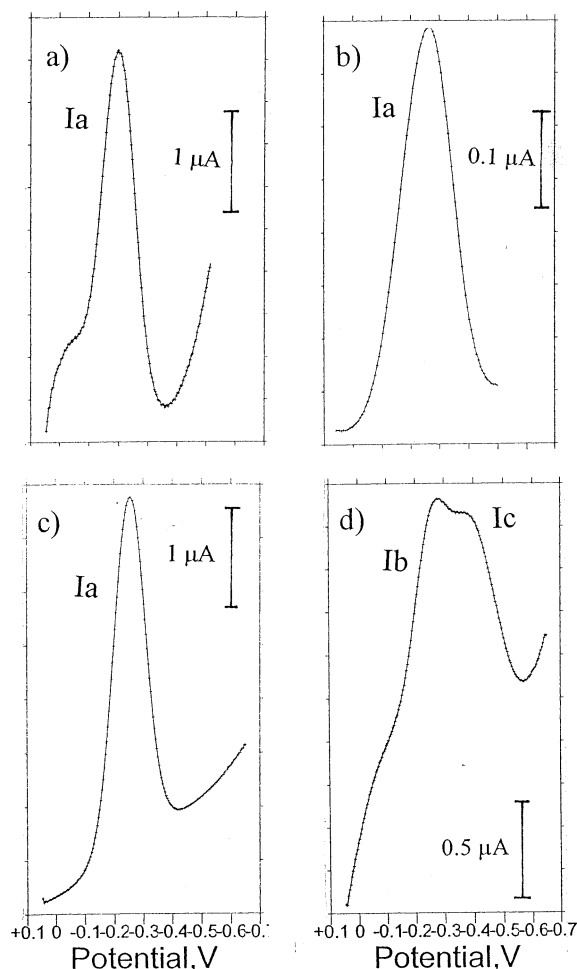 a)
Ia
1 μA
b)
Ia
0.1 μA
c)
Ia
1 μA
d)
Ib
Ic
0.5 μA
+0.1 0 -0.1-0.2-0.3-0.4-0.5-0.6-0.
Potential,V
+0.1 0 -0.1-0.2-0.3-0.4-0.5-0.6-0.7
Potential,V